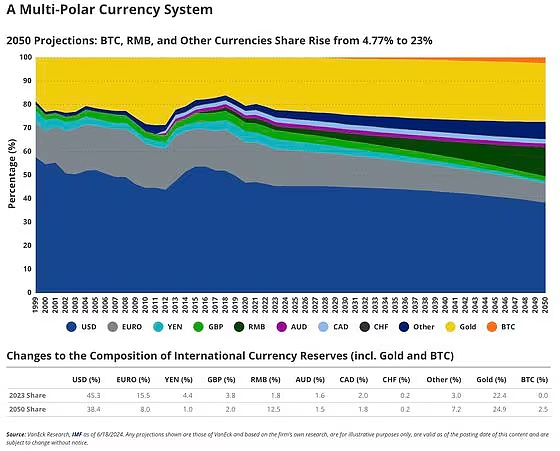 A Multi-Polar Currency System
2050 Projections: BTC, RMB, and Other Currencies Share Rise from 4.77% to 23%
Percentage (%)
100
90
80
70
60
50
40
30
20
10
0
1999 2000 2001 2002 2003 2004 2005 2006 2007 2008 2009 2010 2011 2012 2013 2014 2015 2016 2017 2018 2019 2020 2021 2022 2023 2024 2025 2026 2027 2028 2029 2030 2031 2032 2033 2034 2035 2036 2037 2038 2039 2040 2041 2042 2043 2044 2045 2046 2047 2048 2049 2050
USD EURO YEN GBP RMB AUD CAD CHF Other Gold BTC
Changes to the Composition of International Currency Reserves (incl. Gold and BTC)
USD (%) EURO (%) YEN (%) GBP (%) RMB (%) AUD (%) CAD (%) CHF (%) Other (%) Gold (%) BTC (%)
2023 Share 45.3 15.5 4.4 3.8 1.8 1.6 2.0 0.2 3.0 22.4 0.0
2050 Share 38.4 8.0 1.0 2.0 12.5 1.5 1.8 0.2 7.2 24.9 2.5
Source: VanEck Research, IMF as of 6/18/2024. Any projections shown are those of VanEck and based on the firm's own research, are for illustrative purposes only, are valid as of the posting date of this content and are
subject to change without notice.